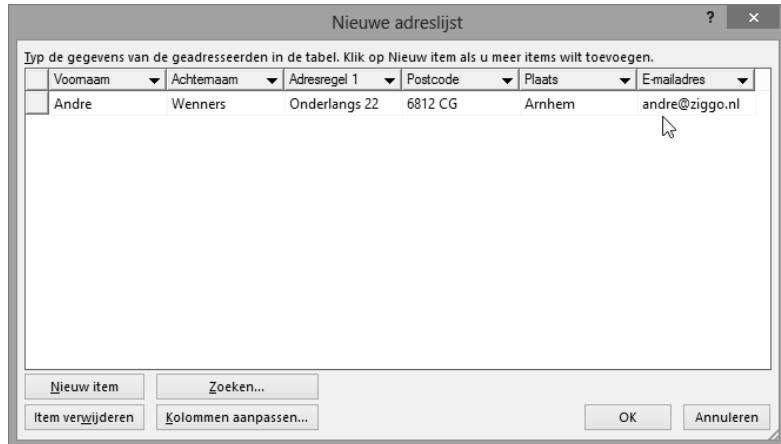 Nieuwe adreslijst ? ×
Typ de gegevens van de geadresseerden in de tabel. Klik op Nieuw item als u meer items wilt toevoegen.
Voornaam Achternaam Adresregel 1 Postcode Plaats E-mailadres
Andre Wenners Onderlangs 22 6812 CG Arnhem andre@ziggo.nl
Nieuw item Zoeken...
Item verwijderen Kolommen aanpassen... OK Annuleren